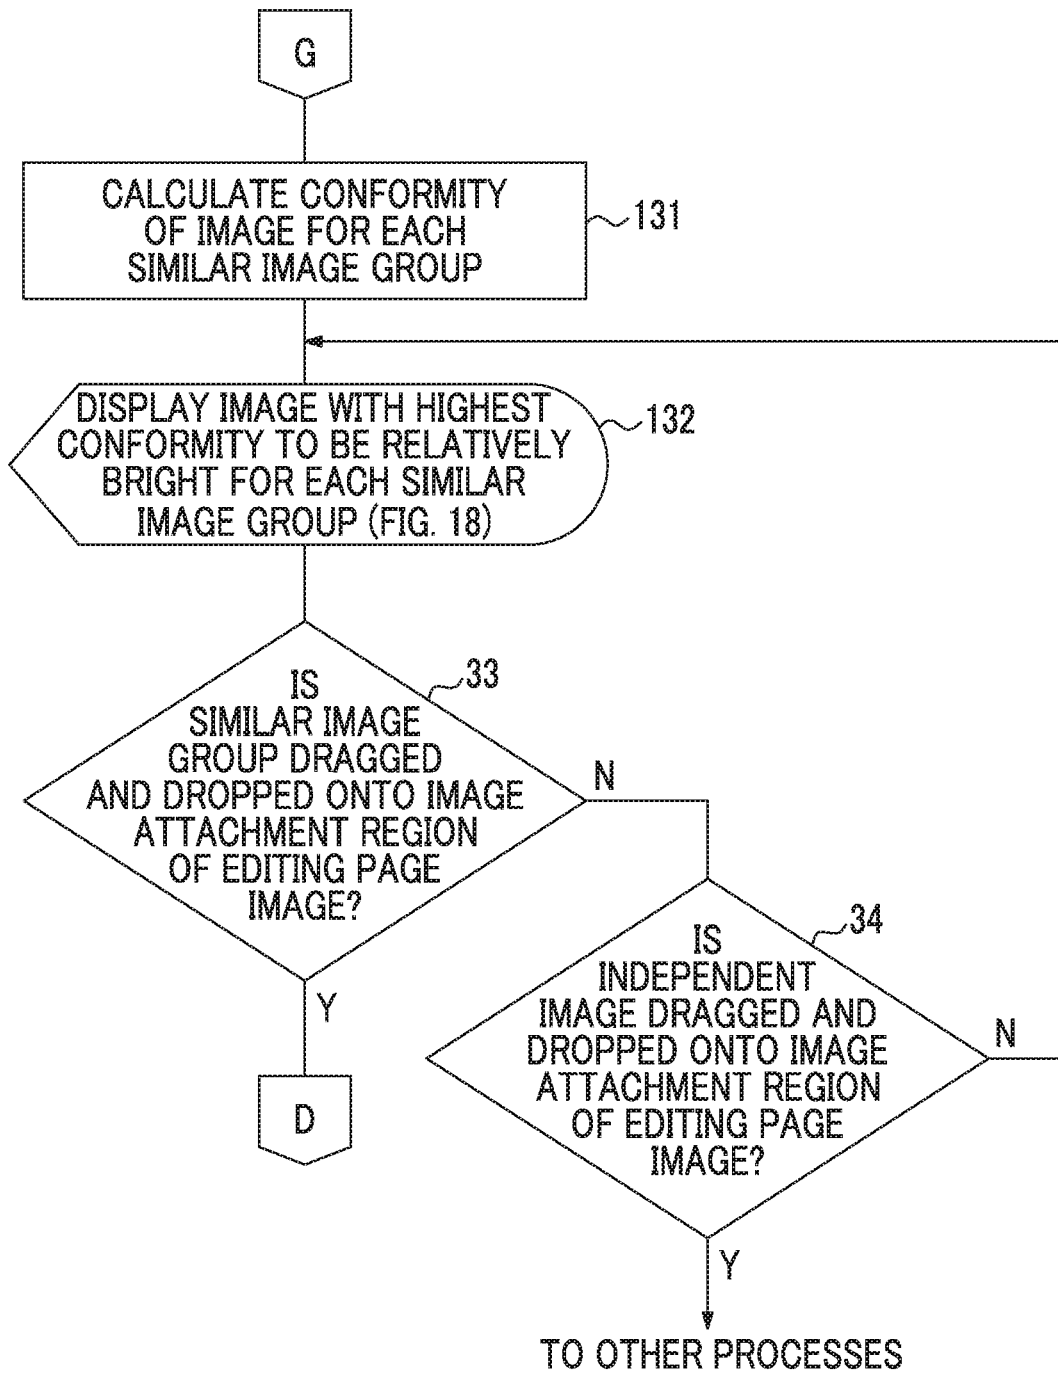 G
CALCULATE CONFORMITY
OF IMAGE FOR EACH
SIMILAR IMAGE GROUP
131
DISPLAY IMAGE WITH HIGHEST
CONFORMITY TO BE RELATIVELY
BRIGHT FOR EACH SIMILAR
IMAGE GROUP (FIG. 18)
132
33
IS
SIMILAR IMAGE
GROUP DRAGGED
AND DROPPED ONTO IMAGE
ATTACHMENT REGION
OF EDITING PAGE
IMAGE?
N
Y
D
34
IS
INDEPENDENT
IMAGE DRAGGED AND
DROPPED ONTO IMAGE
ATTACHMENT REGION
OF EDITING PAGE
IMAGE?
N
Y
TO OTHER PROCESSES